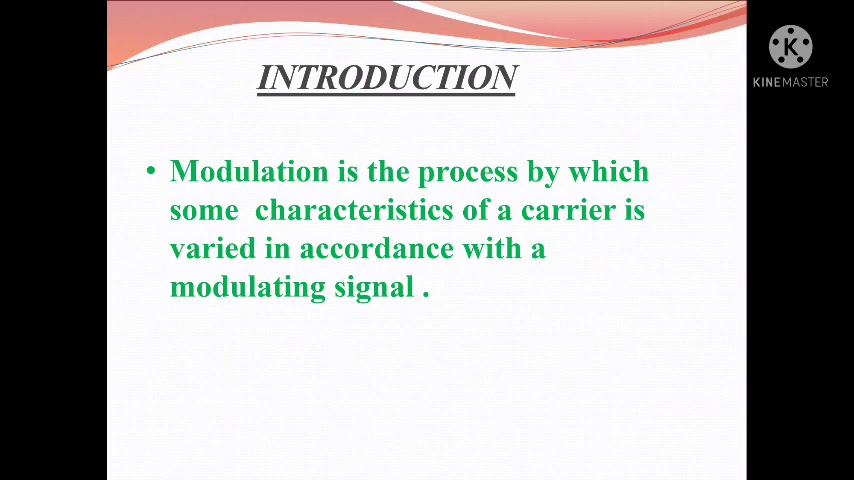 INTRODUCTION
K
KINEMASTER
• Modulation is the process by which
some characteristics of a carrier is
varied in accordance with a
modulating signal .